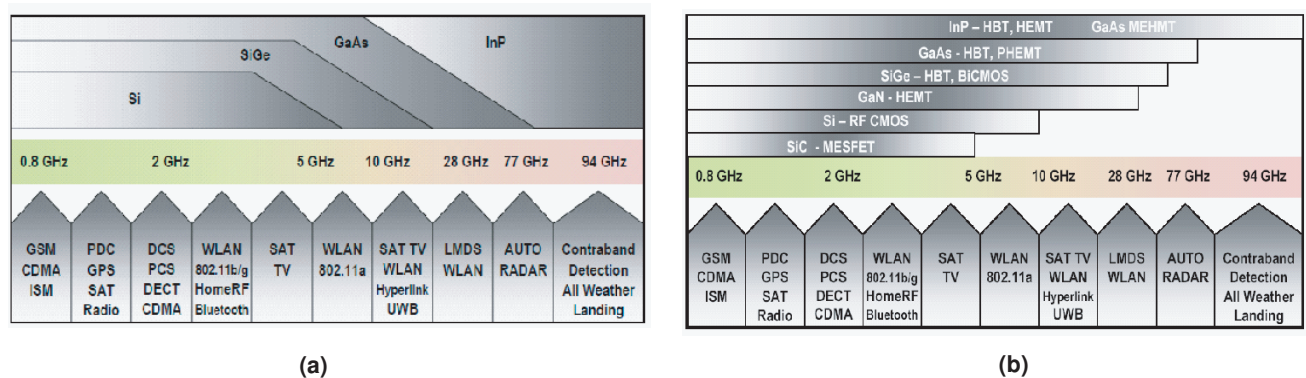 InP
GaAs
SiGe
Si
0.8 GHz 2 GHz 5 GHz 10 GHz 28 GHz 77 GHz 94 GHz
GSM
CDMA
ISM
PDC
GPS
SAT
Radio
DCS
PCS
DECT
CDMA
WLAN
802.11b/g
HomeRF
Bluetooth
SAT
TV
WLAN
802.11a
SAT TV
WLAN
Hyperlink
UWB
LMDS
WLAN
AUTO
RADAR
Contraband
Detection
All Weather
Landing
(a)
InP – HBT, HEMT GaAs MEHMT
GaAs - HBT, PHEMT
SiGe – HBT, BiCMOS
GaN - HEMT
Si – RF CMOS
SiC - MESFET
0.8 GHz 2 GHz 5 GHz 10 GHz 28 GHz 77 GHz 94 GHz
GSM
CDMA
ISM
PDC
GPS
SAT
Radio
DCS
PCS
DECT
CDMA
WLAN
802.11b/g
HomeRF
Bluetooth
SAT
TV
WLAN
802.11a
SAT TV
WLAN
Hyperlink
UWB
LMDS
WLAN
AUTO
RADAR
Contraband
Detection
All Weather
Landing
(b)